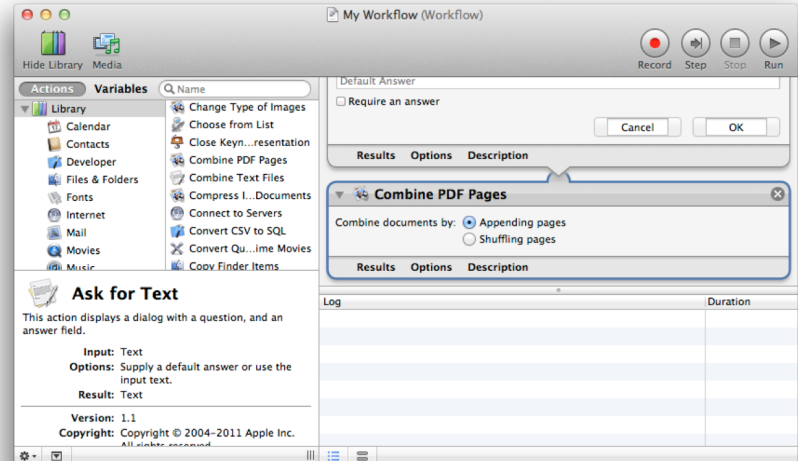 My Workflow (Workflow)
Hide Library Media
Record Step Stop Run
Actions Variables Name
Library
Calendar
Contacts
Developer
Files & Folders
Fonts
Internet
Mail
Movies
Music
Change Type of Images
Choose from List
Close Keyn...resentation
Combine PDF Pages
Combine Text Files
Compress I...Documents
Connect to Servers
Convert CSV to SQL
Convert Qu...ime Movies
Copy Finder Items
Ask for Text
This action displays a dialog with a question, and an
answer field.
Input: Text
Options: Supply a default answer or use the
input text.
Result: Text
Version: 1.1
Copyright: Copyright © 2004–2011 Apple Inc.
All rights reserved.
Default Answer
Require an answer
Cancel OK
Results Options Description
Combine PDF Pages
Combine documents by: Appending pages
Shuffling pages
Results Options Description
Log Duration